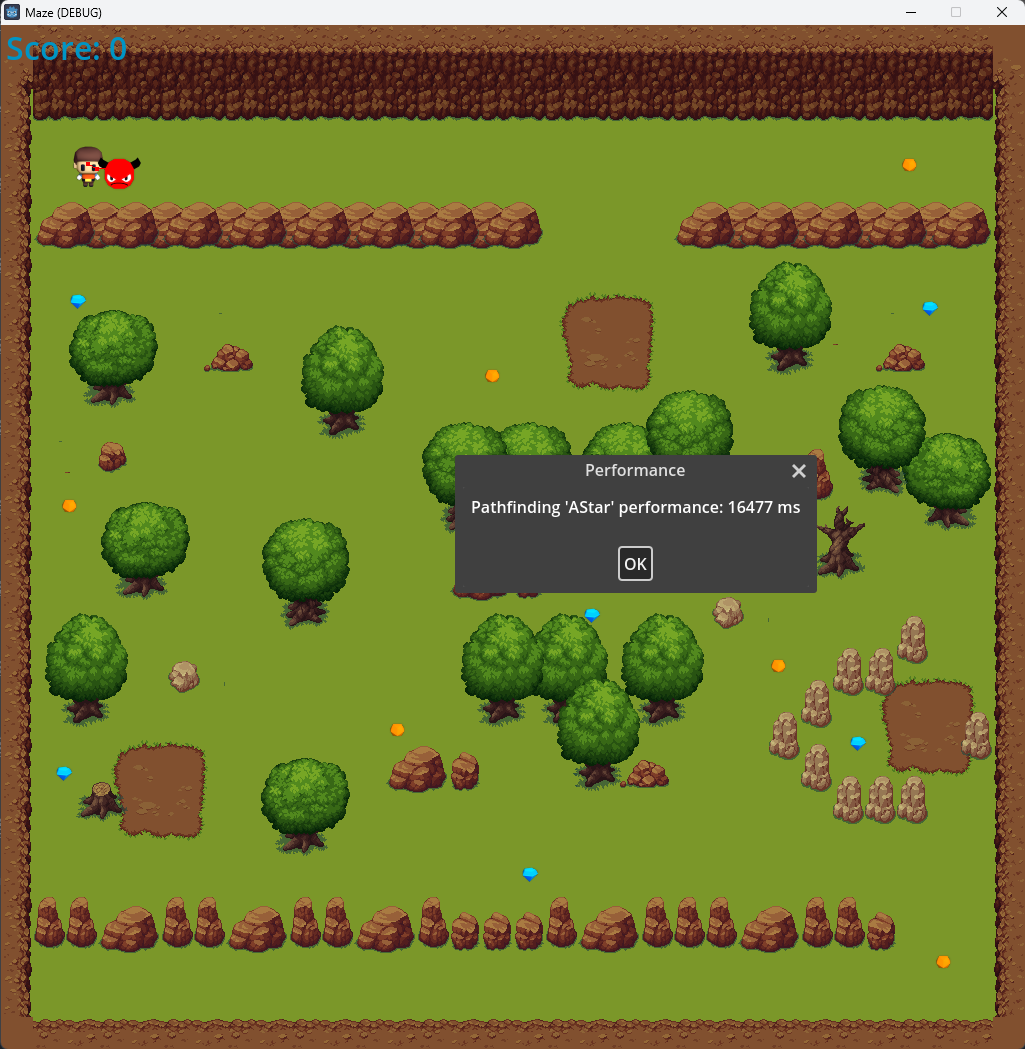 Maze (DEBUG)
Score: 0
Performance
Pathfinding 'AStar' performance: 16477 ms
OK